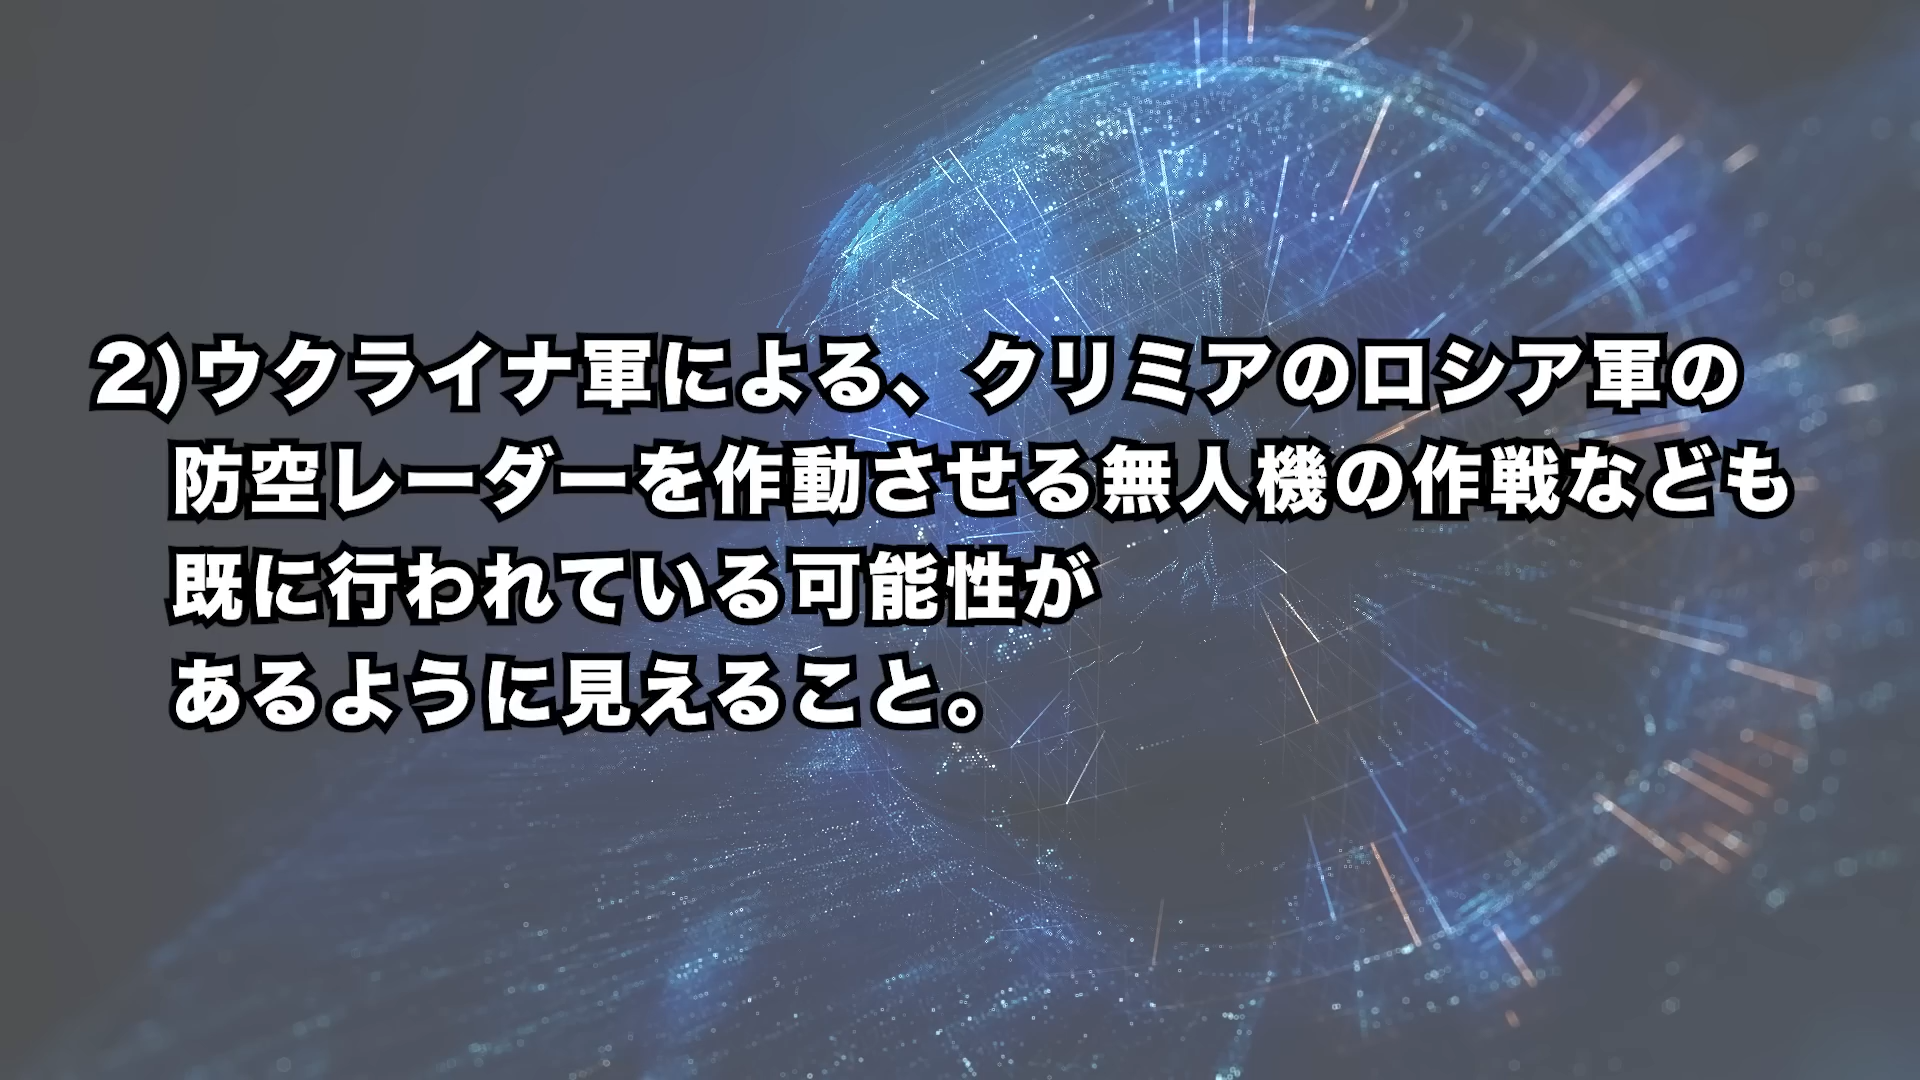 2)ウクライナ軍による、クリミアのロシア軍の
防空レーダーを作動させる無人機の作戦なども
既に行われている可能性が
あるように見えること。